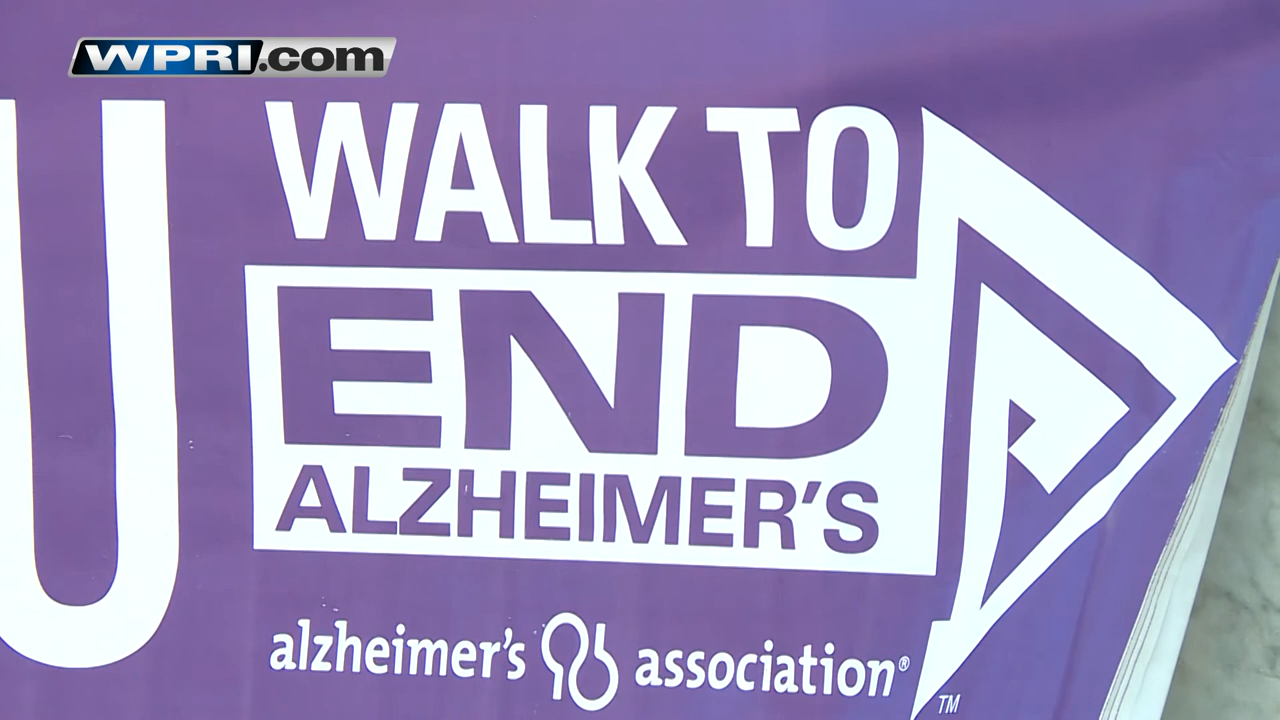 WPRI.com
U
WALK TO
END
ALZHEIMER'S
alzheimer's association®
TM